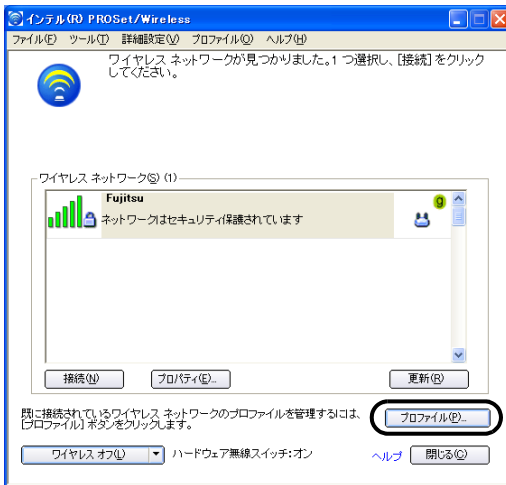 インテル(R) PROSet/Wireless
ファイル(F) ツール(T) 詳細設定(V) プロファイル(O) ヘルプ(H)
ワイヤレス ネットワークが見つかりました。1 つ選択し、[接続] をクリック
してください。
ワイヤレス ネットワーク(S) (1)
Fujitsu
g
ネットワークはセキュリティ保護されています
接続(N) プロパティ(E)... 更新(R)
既に接続されているワイヤレス ネットワークのプロファイルを管理するには、
[プロファイル] ボタンをクリックします。
プロファイル(P)...
ワイヤレス オフ(L) ハードウェア無線スイッチ:オン ヘルプ 閉じる(C)